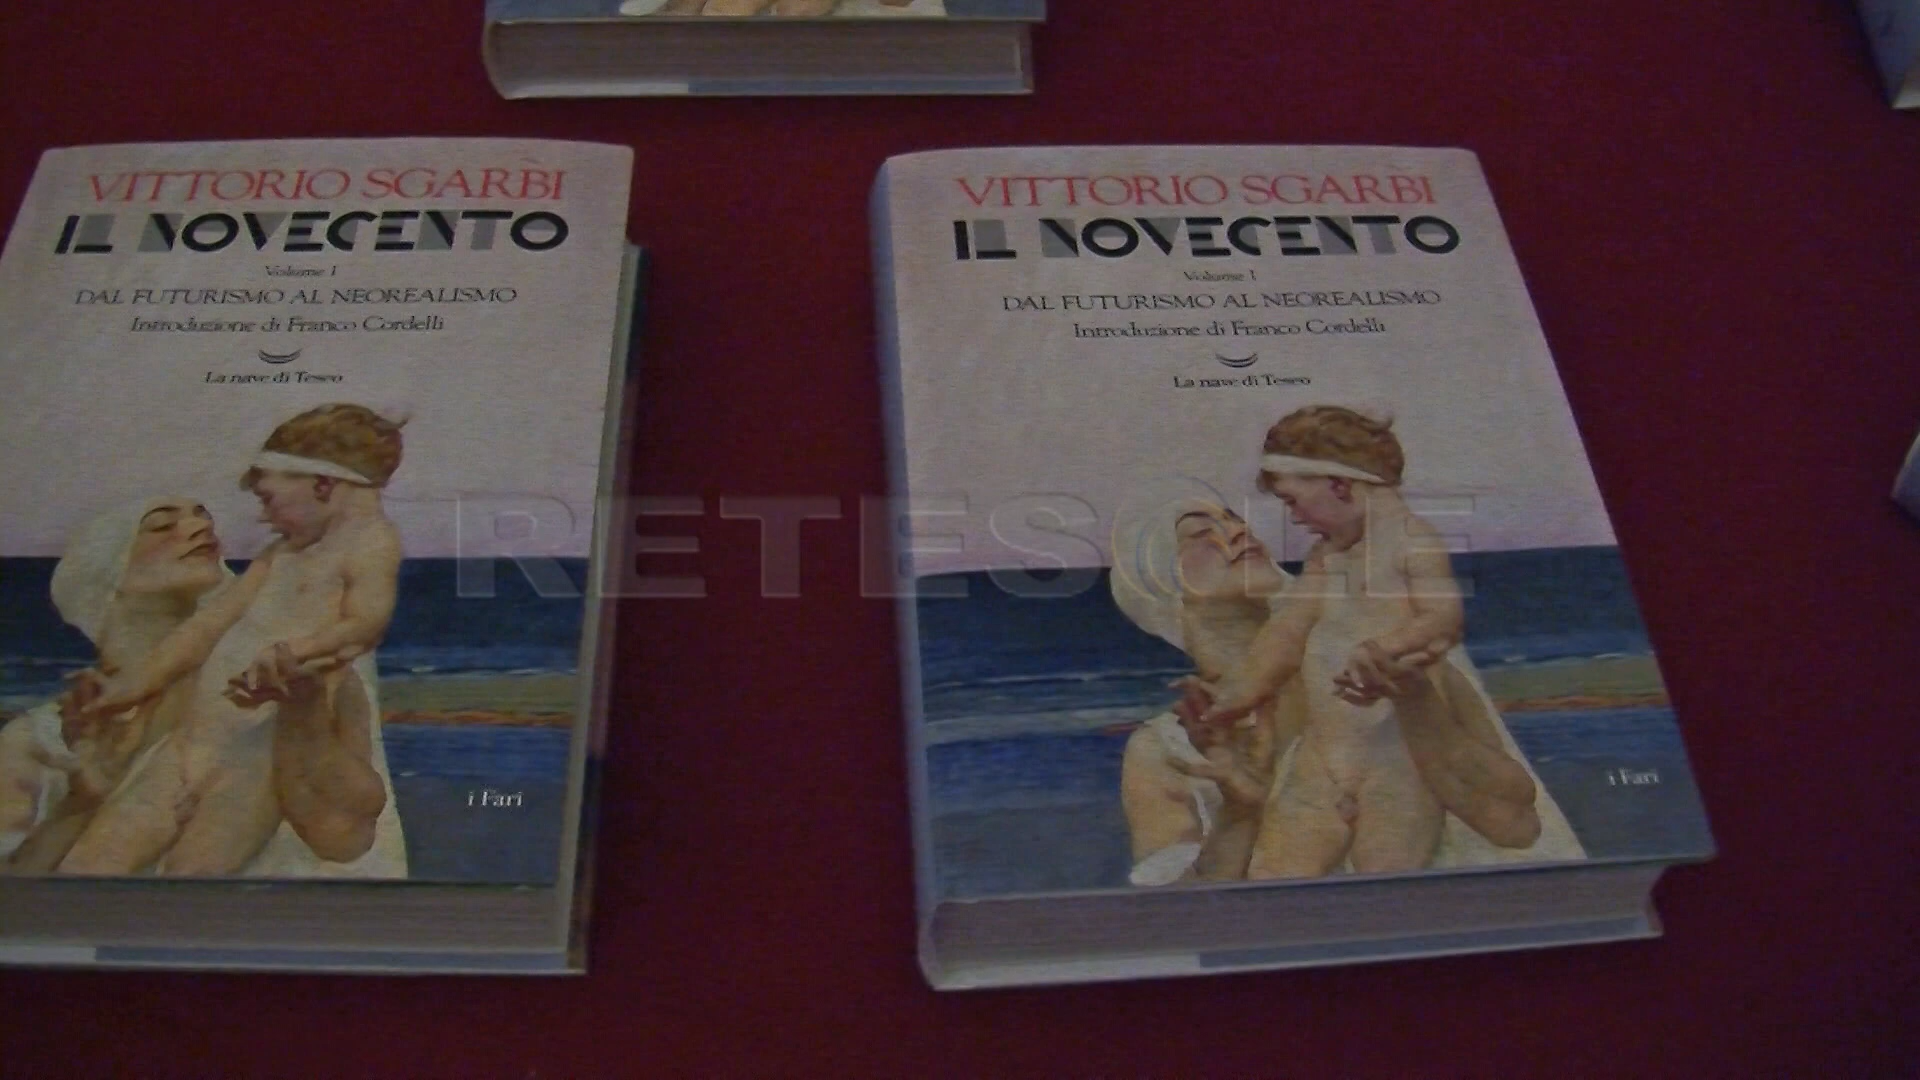 VITTORIO SGARBI
IL NOVECENTO
Volume I
DAL FUTURISMO AL NEOREALISMO
Introduzione di Franco Cordelli
La nave di Teseo
i Fari
VITTORIO SGARBI
IL NOVECENTO
Volume I
DAL FUTURISMO AL NEOREALISMO
Introduzione di Franco Cordelli
La nave di Teseo
i Fari
RETESOLE